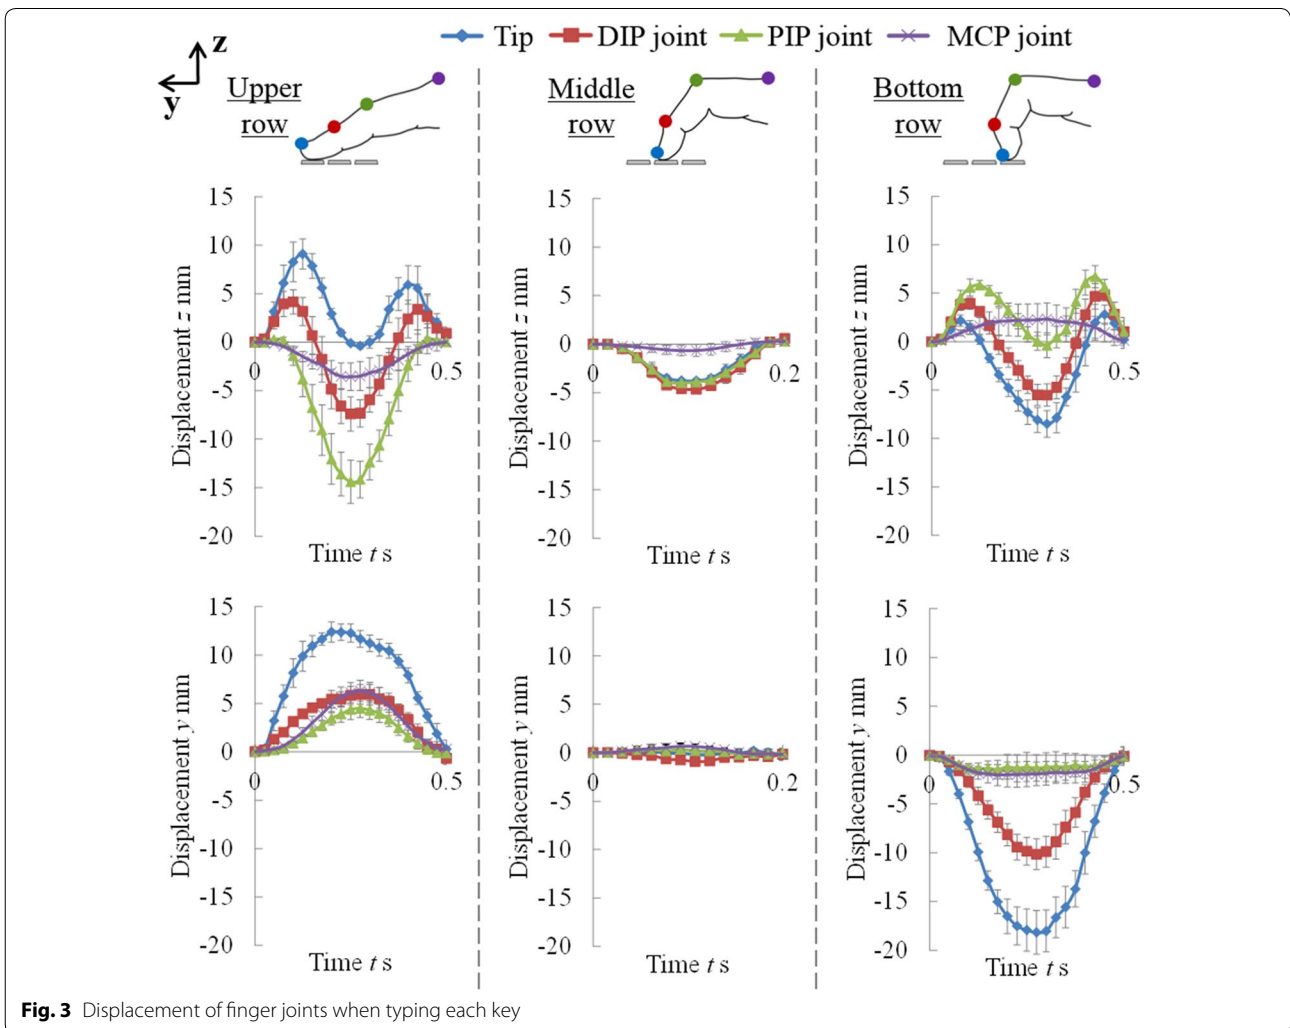 Tip DIP joint PIP joint MCP joint
z
y
Upper
row
Middle
row
Bottom
row
15
10
5
0
-5
-10
-15
-20
0
0.5
Displacement z mm
Time t s
15
10
5
0
-5
-10
-15
-20
0
0.2
Displacement z mm
Time t s
15
10
5
0
-5
-10
-15
-20
0
0.5
Displacement z mm
Time t s
15
10
5
0
-5
-10
-15
-20
0
0.5
Displacement y mm
Time t s
15
10
5
0
-5
-10
-15
-20
0
0.2
Displacement y mm
Time t s
15
10
5
0
-5
-10
-15
-20
0
0.5
Displacement y mm
Time t s
Fig. 3 Displacement of finger joints when typing each key